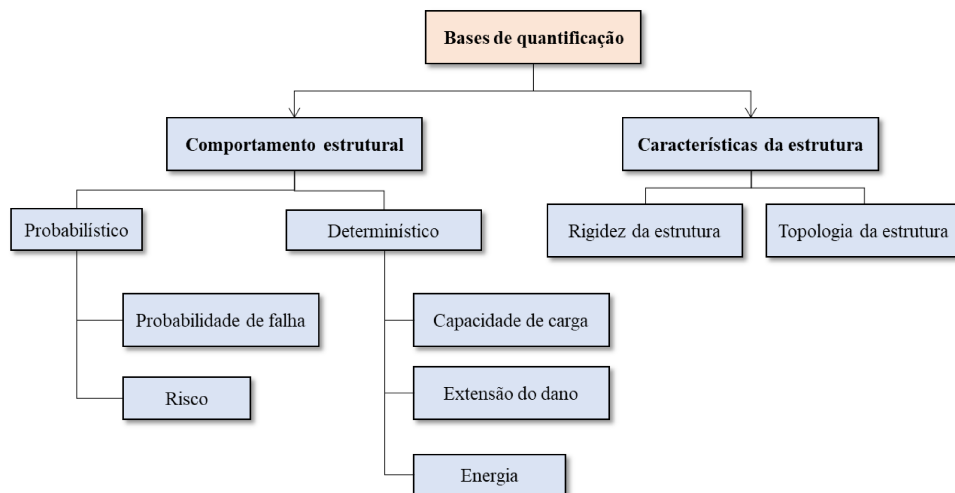 Bases de quantificação
Comportamento estrutural
Características da estrutura
Probabilístico
Determinístico
Rigidez da estrutura
Topologia da estrutura
Probabilidade de falha
Capacidade de carga
Risco
Extensão do dano
Energia